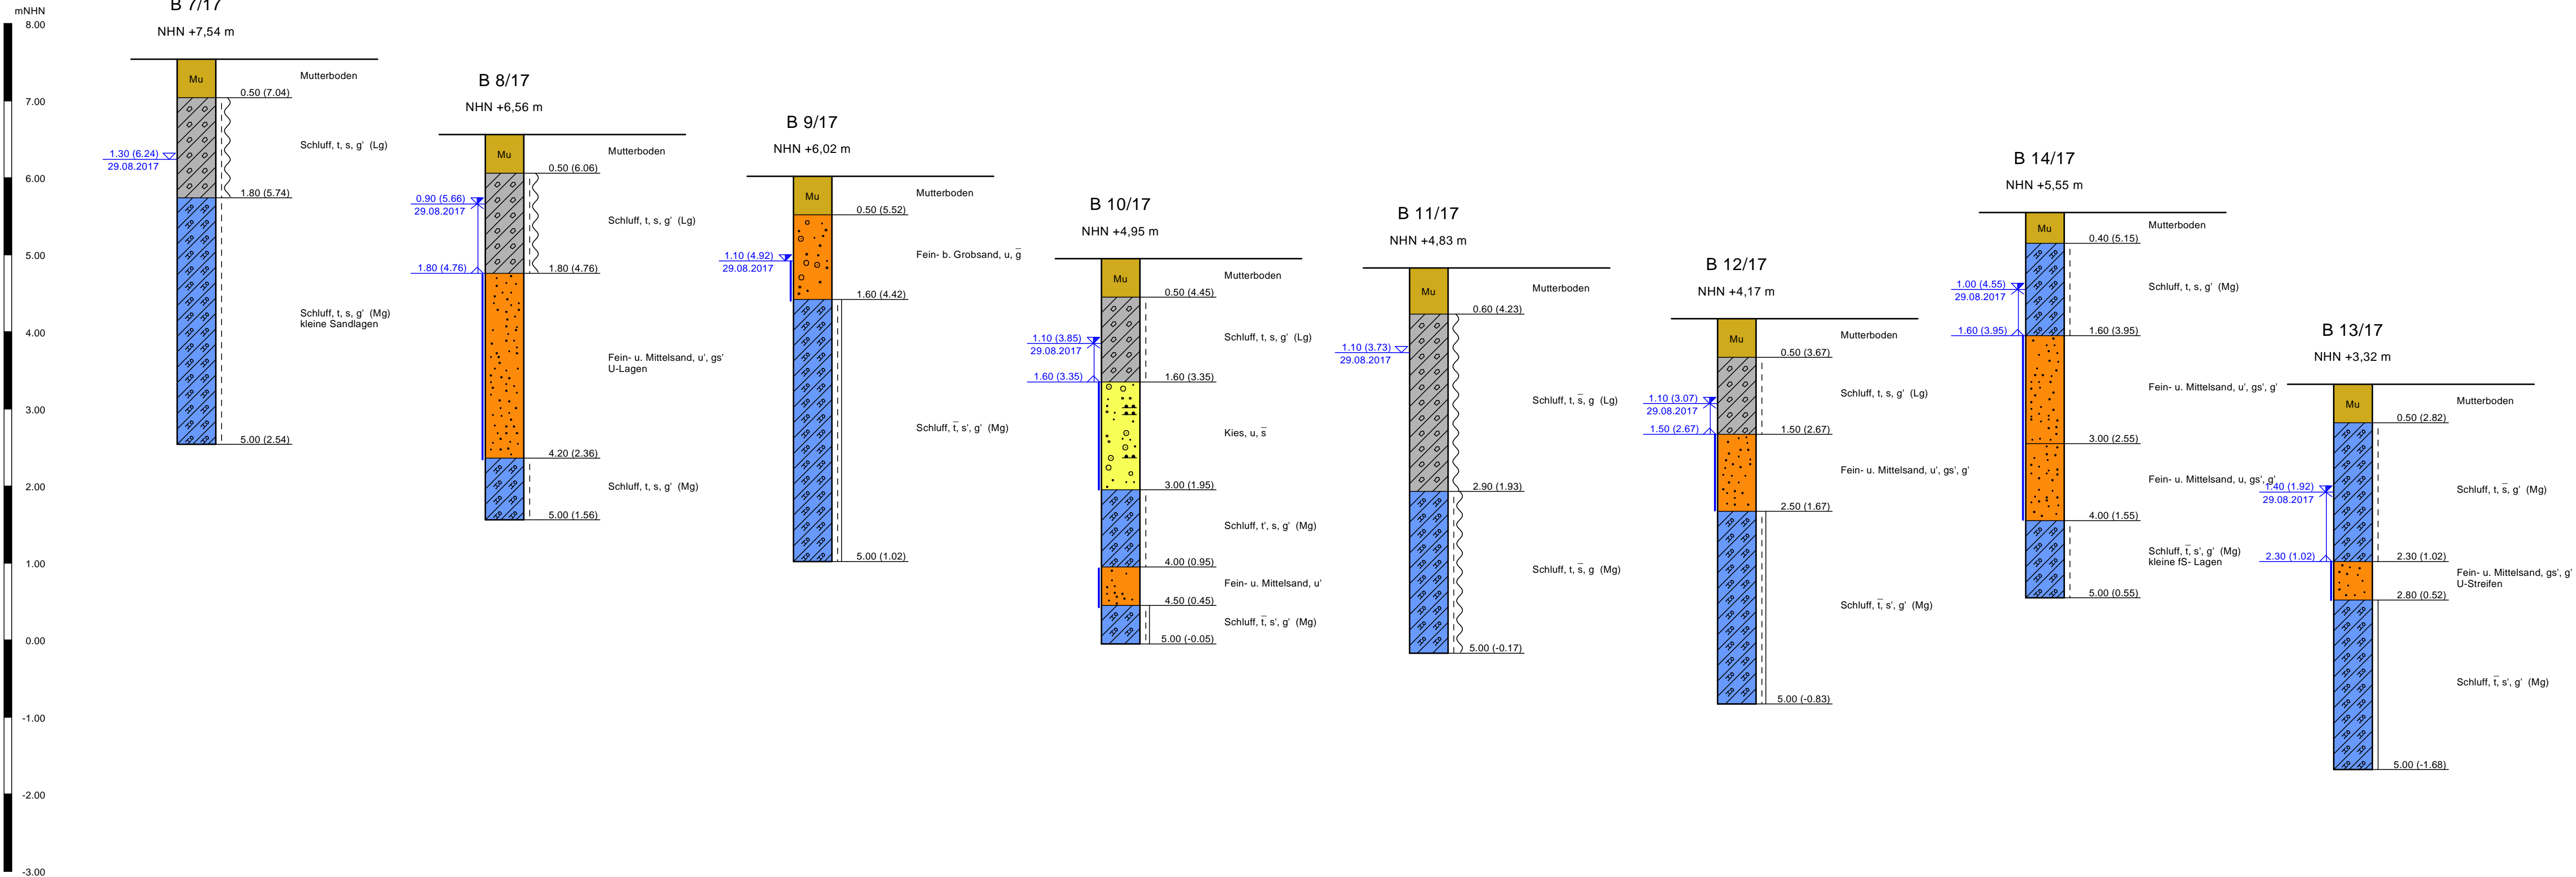 mNHN
8.00
7.00
6.00
5.00
4.00
3.00
2.00
1.00
0.00
-1.00
-2.00
-3.00
B 7/17
NHN +7,54 m
Mu
Mutterboden
0.50 (7.04)
Schluff, t, s, g' (Lg)
1.30 (6.24)
29.08.2017
1.80 (5.74)
Schluff, t, s, g' (Mg)
kleine Sandlagen
5.00 (2.54)
B 8/17
NHN +6,56 m
Mu
Mutterboden
0.50 (6.06)
0.90 (5.66)
29.08.2017
Schluff, t, s, g' (Lg)
1.80 (4.76)
1.80 (4.76)
Fein- u. Mittelsand, u', gs'
U-Lagen
4.20 (2.36)
Schluff, t, s, g' (Mg)
5.00 (1.56)
B 9/17
NHN +6,02 m
Mu
Mutterboden
0.50 (5.52)
Fein- b. Grobsand, u, g̅
1.10 (4.92)
29.08.2017
1.60 (4.42)
Schluff, t̅, s', g' (Mg)
5.00 (1.02)
B 10/17
NHN +4,95 m
Mu
Mutterboden
0.50 (4.45)
Schluff, t, s, g' (Lg)
1.10 (3.85)
29.08.2017
1.60 (3.35)
1.60 (3.35)
Kies, u, s̅
3.00 (1.95)
Schluff, t', s, g' (Mg)
4.00 (0.95)
Fein- u. Mittelsand, u'
4.50 (0.45)
Schluff, t̅, s', g' (Mg)
5.00 (-0.05)
B 11/17
NHN +4,83 m
Mu
Mutterboden
0.60 (4.23)
1.10 (3.73)
29.08.2017
Schluff, t, s̅, g (Lg)
2.90 (1.93)
Schluff, t, s̅, g (Mg)
5.00 (-0.17)
B 12/17
NHN +4,17 m
Mu
Mutterboden
0.50 (3.67)
Schluff, t, s, g' (Lg)
1.10 (3.07)
29.08.2017
1.50 (2.67)
1.50 (2.67)
Fein- u. Mittelsand, u', gs', g'
2.50 (1.67)
Schluff, t̅, s', g' (Mg)
5.00 (-0.83)
B 14/17
NHN +5,55 m
Mu
Mutterboden
0.40 (5.15)
Schluff, t, s, g' (Mg)
1.00 (4.55)
29.08.2017
1.60 (3.95)
1.60 (3.95)
Fein- u. Mittelsand, u', gs', g'
3.00 (2.55)
Fein- u. Mittelsand, u, gs', g'
4.00 (1.55)
Schluff, t̅, s', g' (Mg)
kleine fS- Lagen
5.00 (0.55)
B 13/17
NHN +3,32 m
Mu
Mutterboden
0.50 (2.82)
1.40 (1.92)
29.08.2017
Schluff, t, s̅, g' (Mg)
2.30 (1.02)
2.30 (1.02)
Fein- u. Mittelsand, gs', g'
U-Streifen
2.80 (0.52)
Schluff, t̅, s', g' (Mg)
5.00 (-1.68)